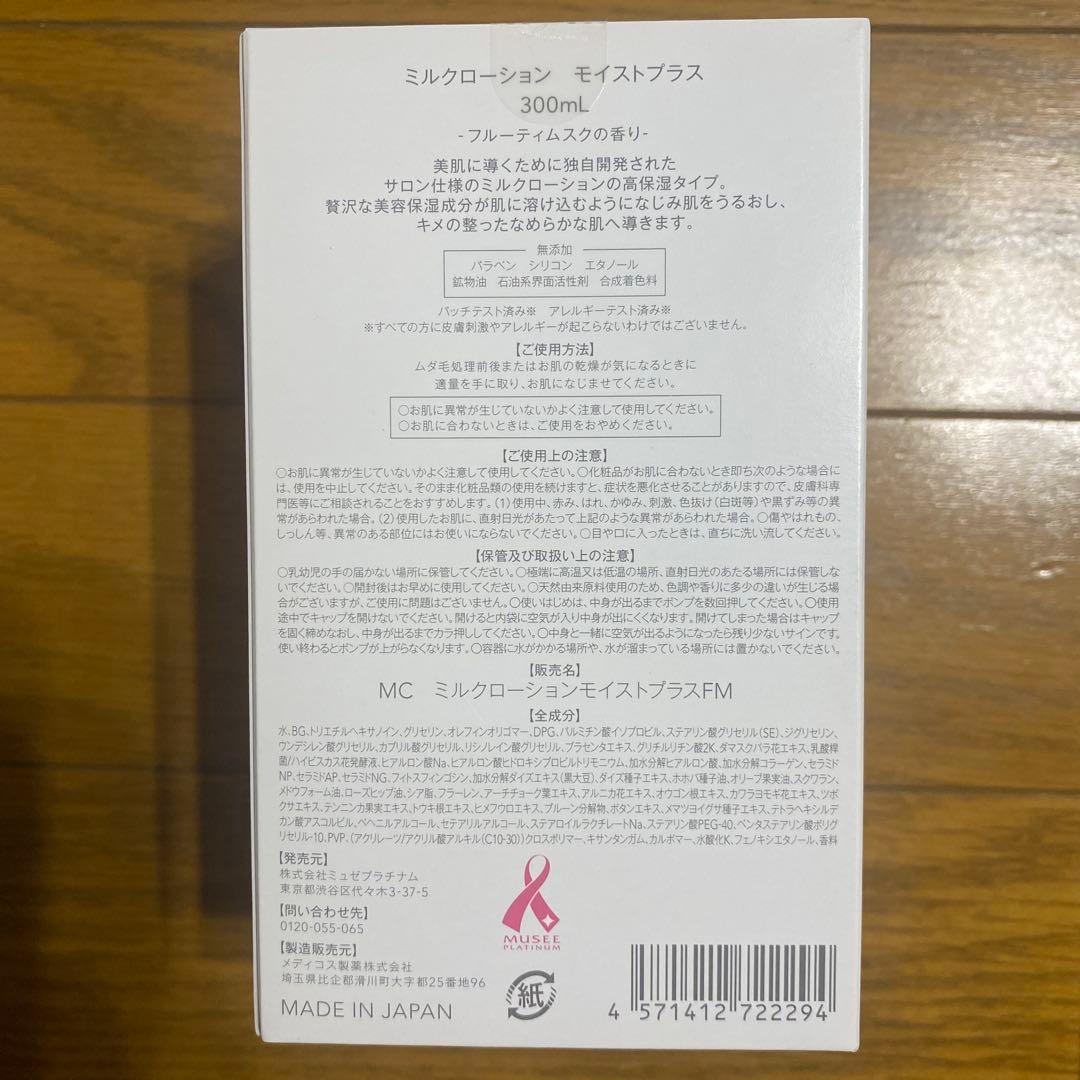 ミルクローション　モイストプラス
300mL
-フルーティムスクの香り-
美肌に導くために独自開発された
サロン仕様のミルクローションの高保湿タイプ。
贅沢な美容保湿成分が肌に溶け込むようになじみ肌をうるおし、
キメの整ったなめらかな肌へ導きます。
無添加
パラベン　シリコン　エタノール
鉱物油　石油系界面活性剤　合成着色料
パッチテスト済み※　アレルギーテスト済み※
※すべての方に皮膚刺激やアレルギーが起こらないわけではございません。
【ご使用方法】
ムダ毛処理前後またはお肌の乾燥が気になるときに
適量を手に取り、お肌になじませてください。
○お肌に異常が生じていないかよく注意して使用してください。
○お肌に合わないときは、ご使用をおやめください。
【ご使用上の注意】
○お肌に異常が生じていないかよく注意して使用してください。○化粧品がお肌に合わないとき即ち次のような場合に
は、使用を中止してください。そのまま化粧品類の使用を続けますと、症状を悪化させることがありますので、皮膚科専
門医等にご相談されることをおすすめします。（1）使用中、赤み、はれ、かゆみ、刺激、色抜け（白斑等）や黒ずみ等の異
常があらわれた場合。（2）使用したお肌に、直射日光があたって上記のような異常があらわれた場合。○傷やはれもの、
しっしん等、異常のある部位にはお使いにならないでください。○目や口に入ったときは、直ちに洗い流してください。
【保管及び取扱い上の注意】
○乳幼児の手の届かない場所に保管してください。○極端に高温又は低温の場所、直射日光のあたる場所には保管しな
いでください。○開封後はお早めに使用してください。○天然由来原料使用のため、色調や香りに多少の違いが生じる場
合がございますが、ご使用に問題はございません。○使いはじめは、中身が出るまでポンプを数回押してください。○使用
途中でキャップを開けないでください。開けると内袋に空気が入り中身が出にくくなります。開けてしまった場合はキャップ
を固く締めなおし、中身が出るまでカラ押ししてください。○中身と一緒に空気が出るようになったら残り少ないサインです。
使い終わるとポンプが上がらなくなります。○容器に水がかかる場所や、水が溜まっている場所には置かないでください。
【販売名】
MC　ミルクローションモイストプラスFM
【全成分】
水、BG、トリエチルヘキサノイン、グリセリン、オレフィンオリゴマー、DPG、パルミチン酸イソプロピル、ステアリン酸グリセリル（SE）、ジグリセリン、
ウンデシレン酸グリセリル、カプリル酸グリセリル、リシノレイン酸グリセリル、プラセンタエキス、グリチルリチン酸2K、ダマスクバラ花エキス、乳酸桿
菌/ハイビスカス花発酵液、ヒアルロン酸Na、ヒアルロン酸ヒドロキシプロピルトリモニウム、加水分解ヒアルロン酸、加水分解コラーゲン、セラミド
NP、セラミドAP、セラミドNG、フィトスフィンゴシン、加水分解ダイズエキス（黒大豆）、ダイズ種子エキス、ホホバ種子油、オリーブ果実油、スクワラン、
メドウフォーム油、ローズヒップ油、シア脂、フラーレン、アーチチョーク葉エキス、アルニカ花エキス、オウゴン根エキス、カワラヨモギ花エキス、ツボ
クサエキス、テンニンカ果実エキス、トウキ根エキス、ヒメフウロエキス、プルーン分解物、ボタンエキス、メマツヨイグサ種子エキス、テトラヘキシルデ
カン酸アスコルビル、ベヘニルアルコール、セテアリルアルコール、ステアロイルラクチレートNa、ステアリン酸PEG-40、ペンタステアリン酸ポリグ
リセリル-10、PVP、（アクリレーツ/アクリル酸アルキル（C10-30））クロスポリマー、キサンタンガム、カルボマー、水酸化K、フェノキシエタノール、香料
【発売元】
株式会社ミュゼプラチナム
東京都渋谷区代々木3-37-5
【問い合わせ先】
0120-055-065
【製造販売元】
メディコス製薬株式会社
埼玉県比企郡滑川町大字都25番地96
MADE IN JAPAN
MUSEE
PLATINUM
紙
4 571412 722294